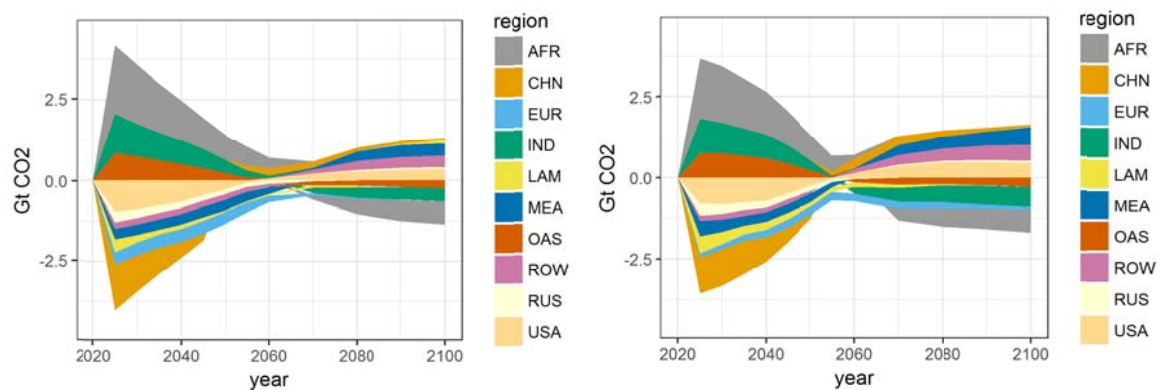 region
AFR
CHN
EUR
IND
LAM
MEA
OAS
ROW
RUS
USA
2.5
0.0
-2.5
Gt CO2
2020 2040 2060 2080 2100
year
region
AFR
CHN
EUR
IND
LAM
MEA
OAS
ROW
RUS
USA
2.5
0.0
-2.5
Gt CO2
2020 2040 2060 2080 2100
year